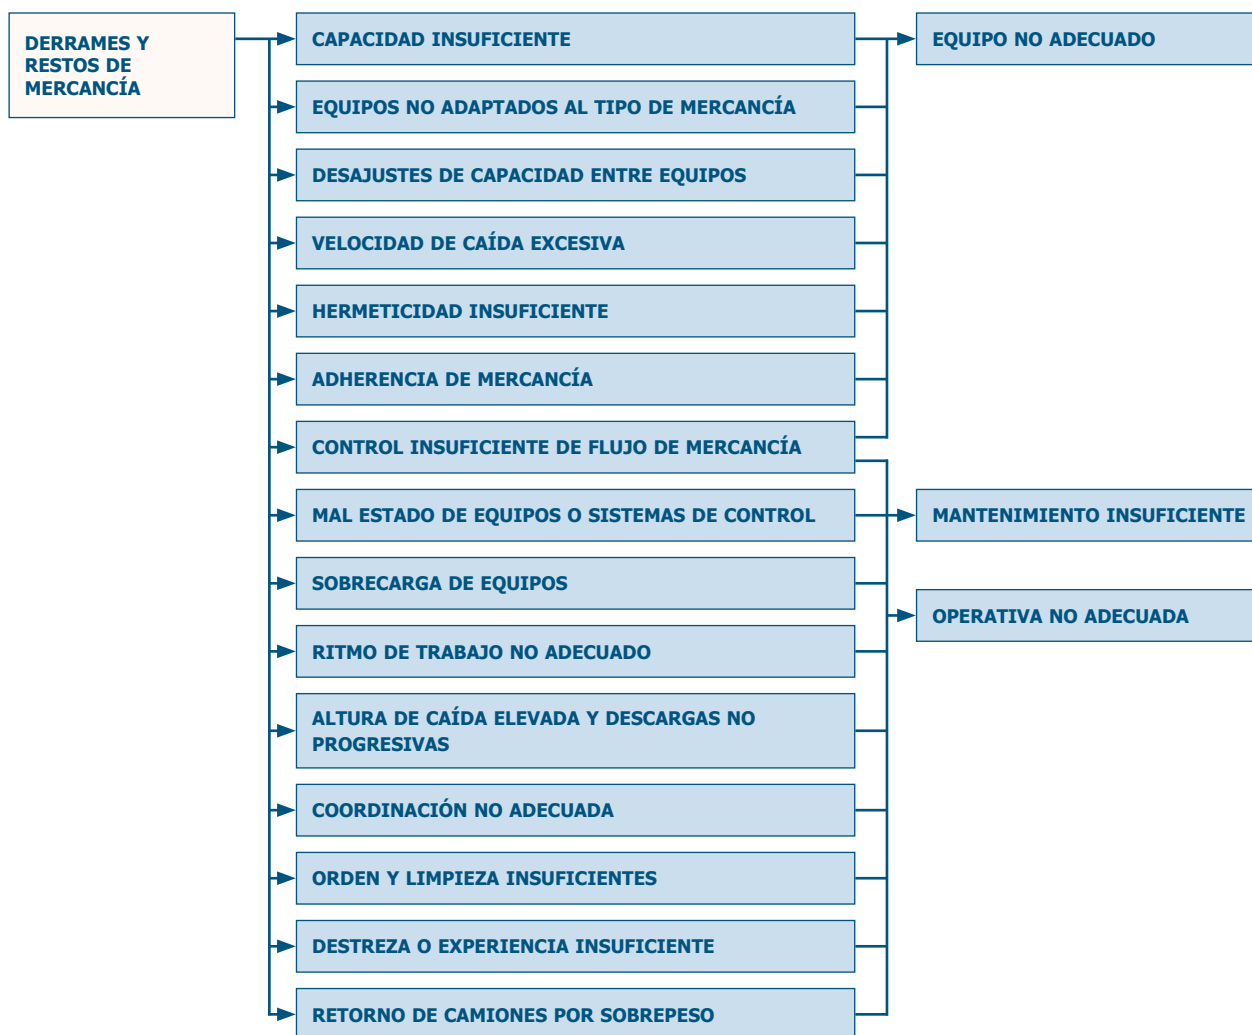 DERRAMES Y
RESTOS DE
MERCANCÍA
CAPACIDAD INSUFICIENTE
EQUIPOS NO ADAPTADOS AL TIPO DE MERCANCÍA
DESAJUSTES DE CAPACIDAD ENTRE EQUIPOS
VELOCIDAD DE CAÍDA EXCESIVA
HERMETICIDAD INSUFICIENTE
ADHERENCIA DE MERCANCÍA
CONTROL INSUFICIENTE DE FLUJO DE MERCANCÍA
MAL ESTADO DE EQUIPOS O SISTEMAS DE CONTROL
SOBRECARGA DE EQUIPOS
RITMO DE TRABAJO NO ADECUADO
ALTURA DE CAÍDA ELEVADA Y DESCARGAS NO
PROGRESIVAS
COORDINACIÓN NO ADECUADA
ORDEN Y LIMPIEZA INSUFICIENTES
DESTREZA O EXPERIENCIA INSUFICIENTE
RETORNO DE CAMIONES POR SOBREPESO
EQUIPO NO ADECUADO
MANTENIMIENTO INSUFICIENTE
OPERATIVA NO ADECUADA